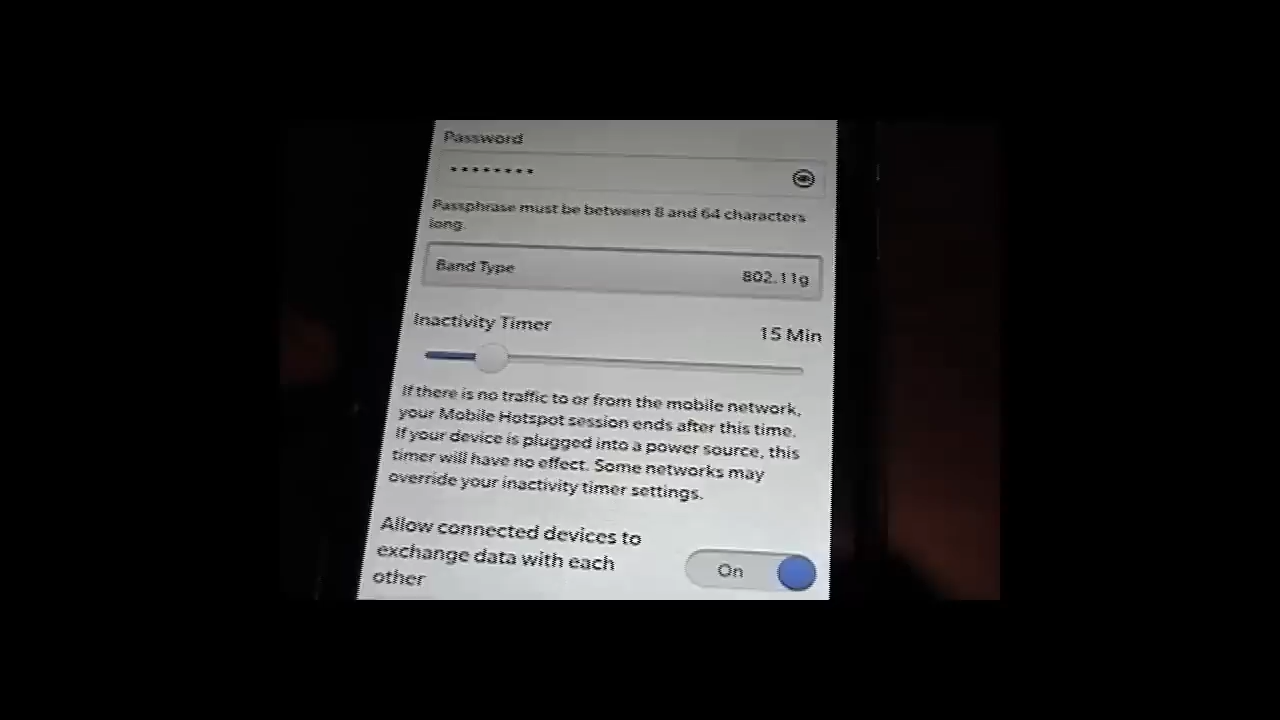 Password
••••••••
Passphrase must be between 8 and 64 characters
long.
Band Type 802.11g
Inactivity Timer 15 Min
If there is no traffic to or from the mobile network,
your Mobile Hotspot session ends after this time.
If your device is plugged into a power source, this
timer will have no effect. Some networks may
override your inactivity timer settings.
Allow connected devices to
exchange data with each
other
On